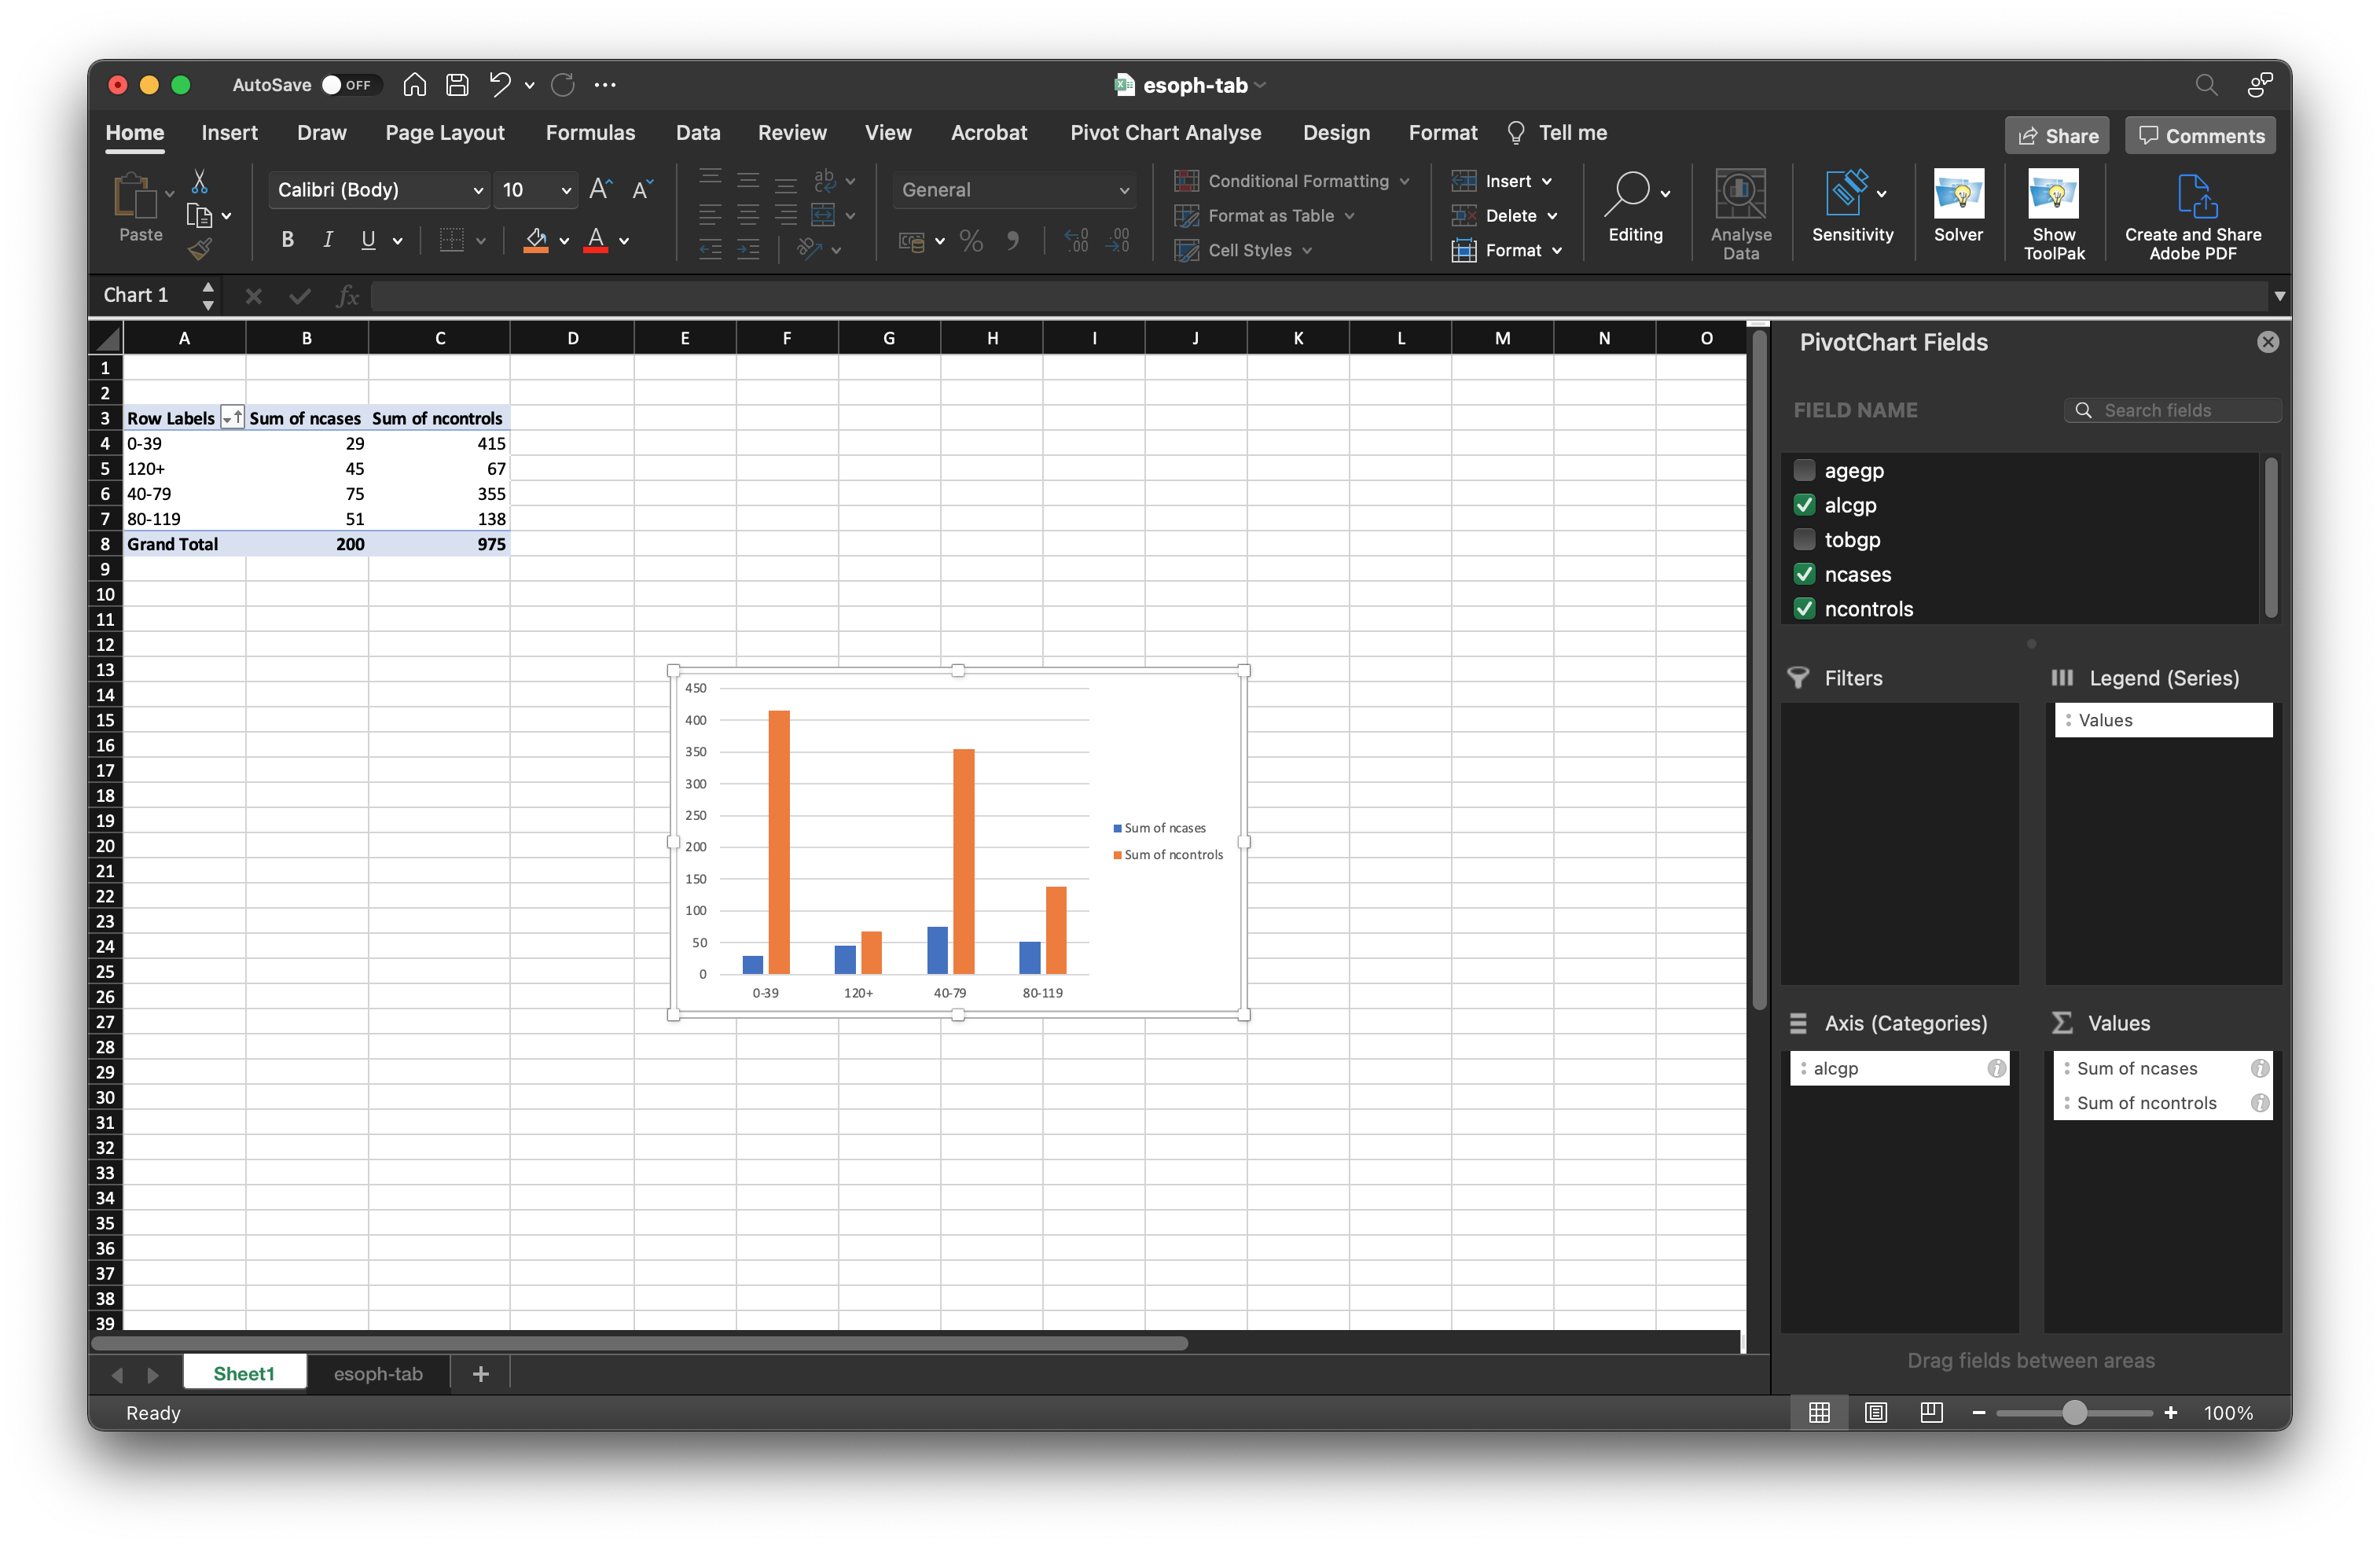 AutoSave OFF esoph-tab
Home Insert Draw Page Layout Formulas Data Review View Acrobat Pivot Chart Analyse Design Format Tell me Share Comments
Paste
Calibri (Body) 10
B I U
General
Conditional Formatting
Format as Table
Cell Styles
Insert
Delete
Format
Editing
Analyse
Data
Sensitivity
Solver
Show
ToolPak
Create and Share
Adobe PDF
Chart 1 fx
A B C D E F G H I J K L M N O
1
2
3 Row Labels Sum of ncases Sum of ncontrols
4 0-39 29 415
5 120+ 45 67
6 40-79 75 355
7 80-119 51 138
8 Grand Total 200 975
9
10
11
12
13
14
15
16
17
18
19
20
21
22
23
24
25
26
27
28
29
30
31
32
33
34
35
36
37
38
39
450
400
350
300
250
200
150
100
50
0
0-39 120+ 40-79 80-119
Sum of ncases
Sum of ncontrols
PivotChart Fields
FIELD NAME Search fields
agegp
alcgp
tobgp
ncases
ncontrols
Filters Legend (Series)
Values
Axis (Categories) Values
alcgp Sum of ncases
Sum of ncontrols
Drag fields between areas
Sheet1 esoph-tab +
Ready 100%